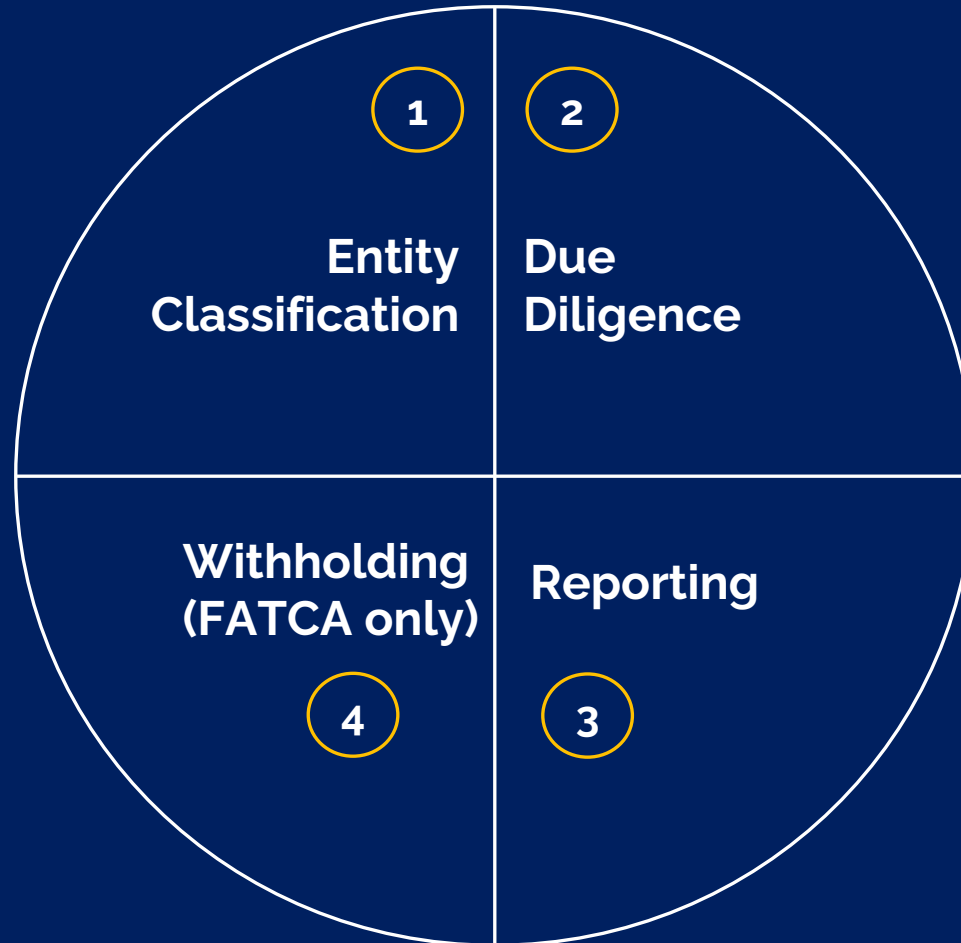 1
Entity
Classification
2
Due
Diligence
Reporting
3
Withholding
(FATCA only)
4